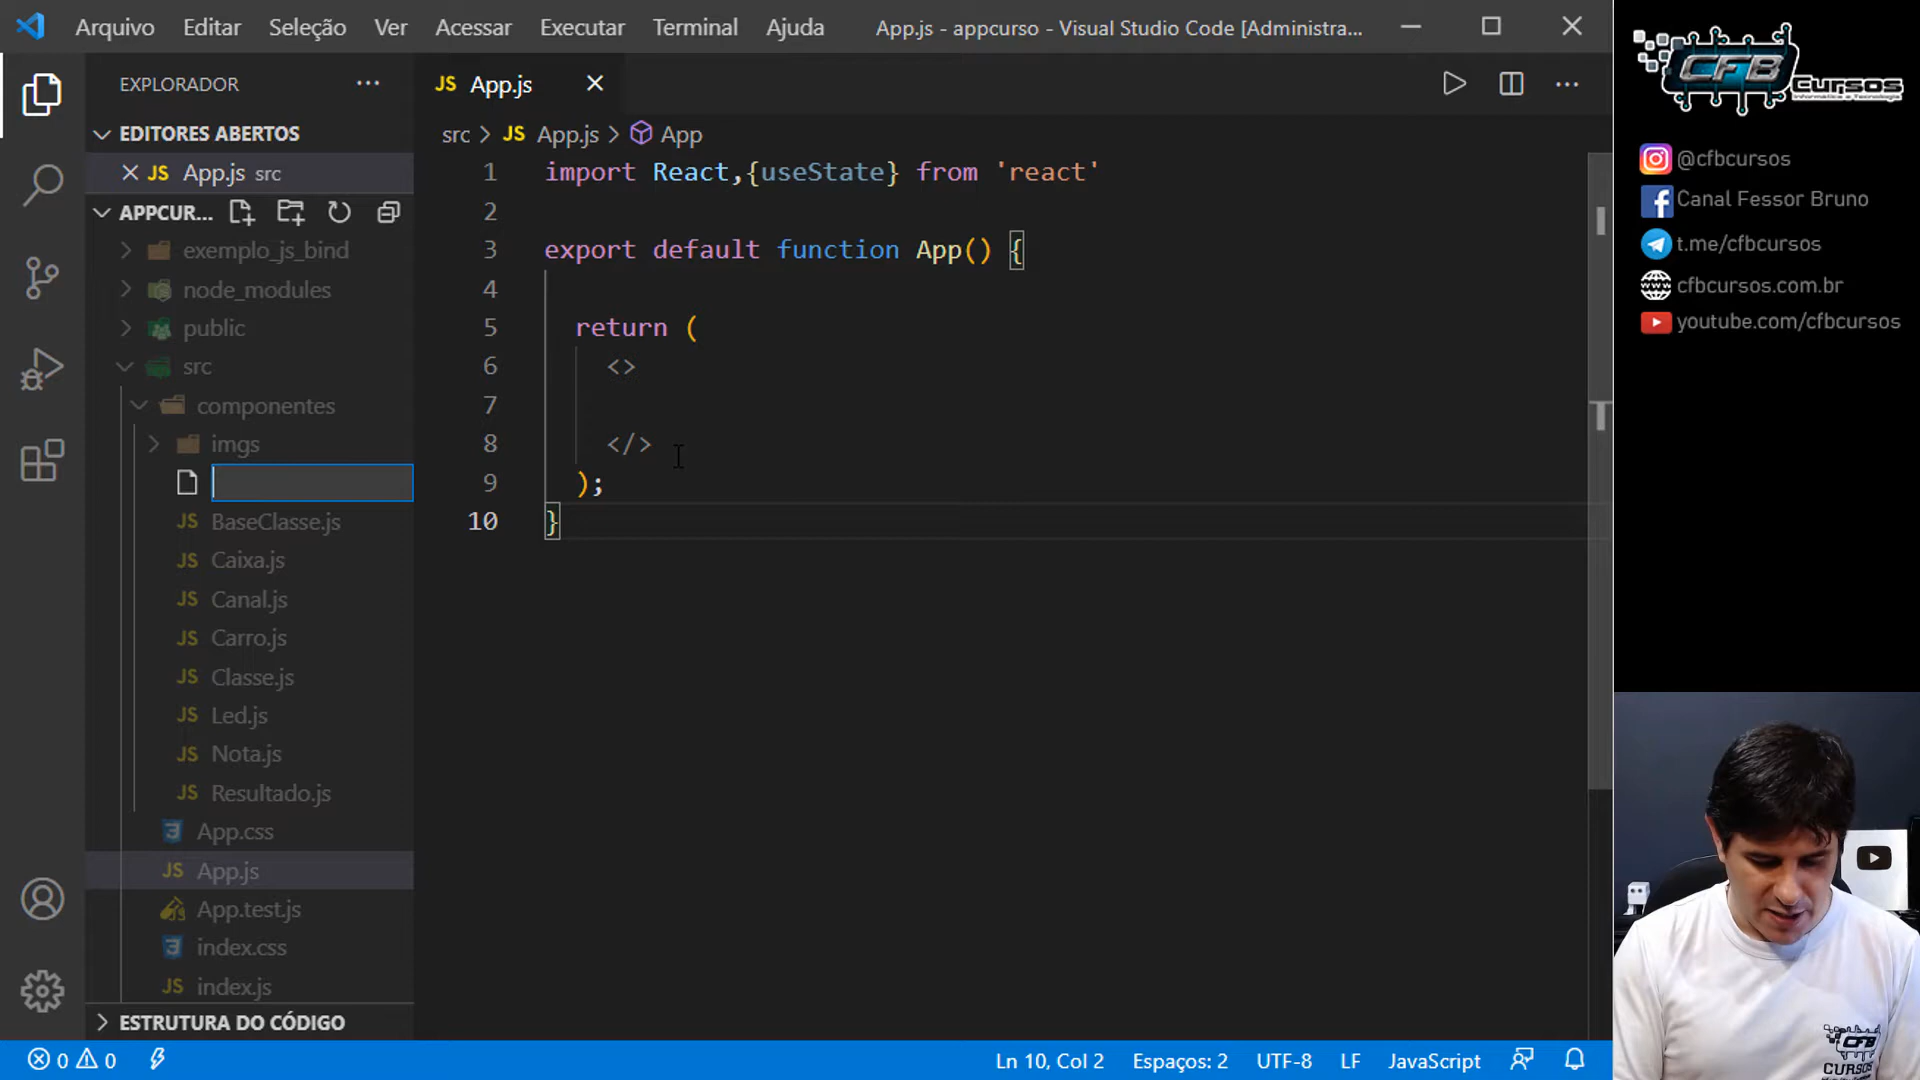 Arquivo Editar Seleção Ver Acessar Executar Terminal Ajuda App.js - appcurso - Visual Studio Code [Administra...
EXPLORADOR
EDITORES ABERTOS
JS App.js src
APPCUR...
exemplo_js_bind
node_modules
public
src
componentes
imgs
JS BaseClasse.js
JS Caixa.js
JS Canal.js
JS Carro.js
JS Classe.js
JS Led.js
JS Nota.js
JS Resultado.js
App.css
JS App.js
App.test.js
index.css
JS index.js
ESTRUTURA DO CÓDIGO
JS App.js
src > JS App.js > App
1 import React,{useState} from 'react'
2
3 export default function App() {
4
5 return (
6 <>
7
8 </>
9 );
10 }
0 0
Ln 10, Col 2 Espaços: 2 UTF-8 LF JavaScript
CFB Cursos
Informática e Tecnologia
@cfbcursos
Canal Fessor Bruno
t.me/cfbcursos
cfbcursos.com.br
youtube.com/cfbcursos
CFB
CURSOS